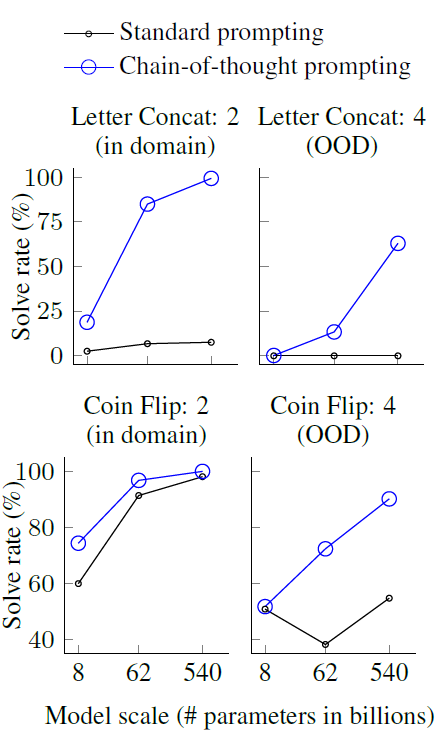 Standard prompting
Chain-of-thought prompting
Letter Concat: 2
(in domain)
Letter Concat: 4
(OOD)
Solve rate (%)
100
75
50
25
0
Coin Flip: 2
(in domain)
Coin Flip: 4
(OOD)
Solve rate (%)
100
80
60
40
8 62 540
8 62 540
Model scale (# parameters in billions)